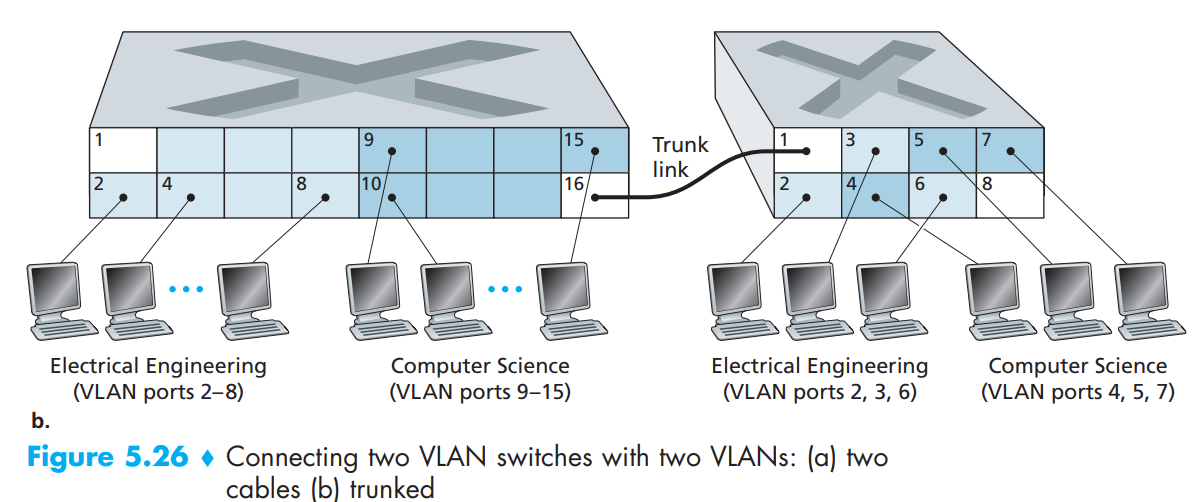 1 9 15
2 4 8 10 16
Trunk
link
1 3 5 7
2 4 6 8
Electrical Engineering
(VLAN ports 2–8)
Computer Science
(VLAN ports 9–15)
Electrical Engineering
(VLAN ports 2, 3, 6)
Computer Science
(VLAN ports 4, 5, 7)
b.
Figure 5.26 ♦ Connecting two VLAN switches with two VLANs: (a) two
cables (b) trunked